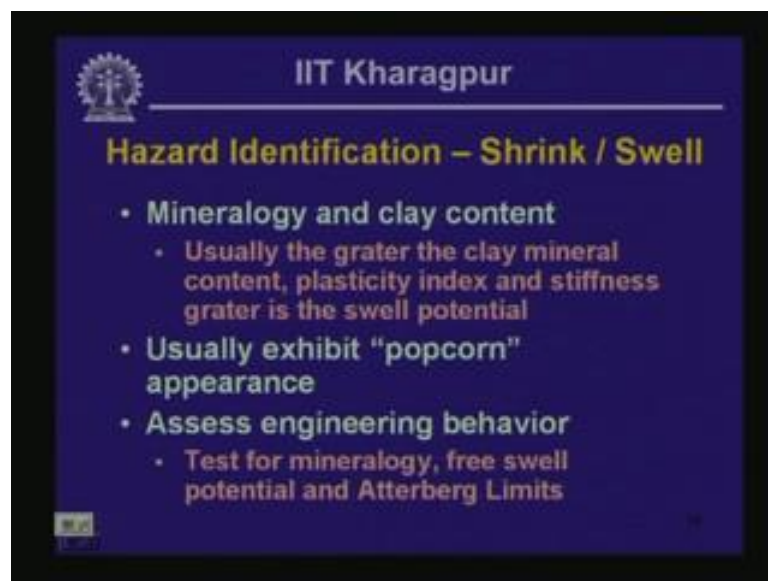 IIT Kharagpur
Hazard Identification – Shrink / Swell
• Mineralogy and clay content
• Usually the grater the clay mineral
content, plasticity index and stiffness
grater is the swell potential
• Usually exhibit “popcorn”
appearance
• Assess engineering behavior
• Test for mineralogy, free swell
potential and Atterberg Limits